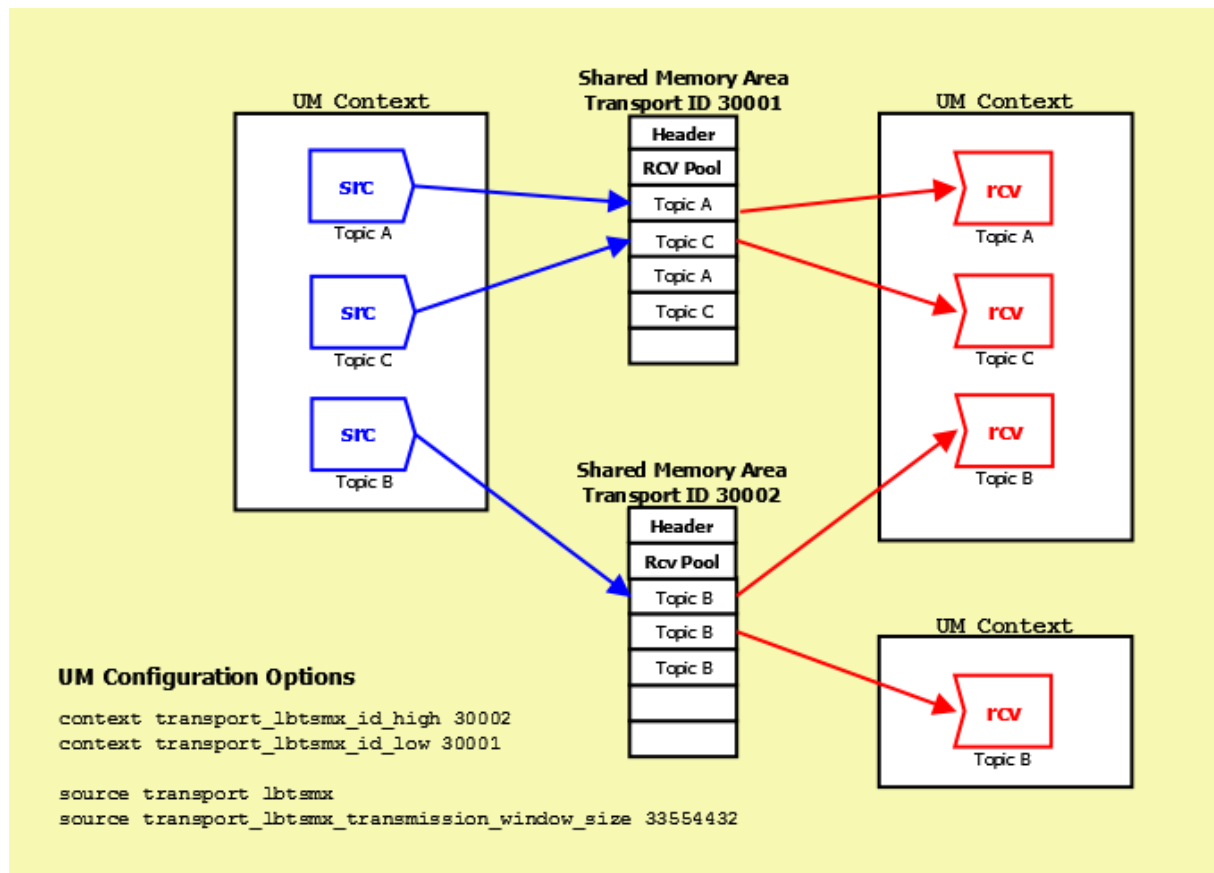 Shared Memory Area
Transport ID 30001
UM Context
UM Context
Header
RCV Pool
Topic A
Topic C
Topic A
Topic C
src
Topic A
src
Topic C
src
Topic B
rcv
Topic A
rcv
Topic C
rcv
Topic B
Shared Memory Area
Transport ID 30002
Header
Rcv Pool
Topic B
Topic B
Topic B
UM Context
rcv
Topic B
UM Configuration Options
context transport_lbtsmx_id_high 30002
context transport_lbtsmx_id_low 30001
source transport lbtsmx
source transport_lbtsmx_transmission_window_size 33554432